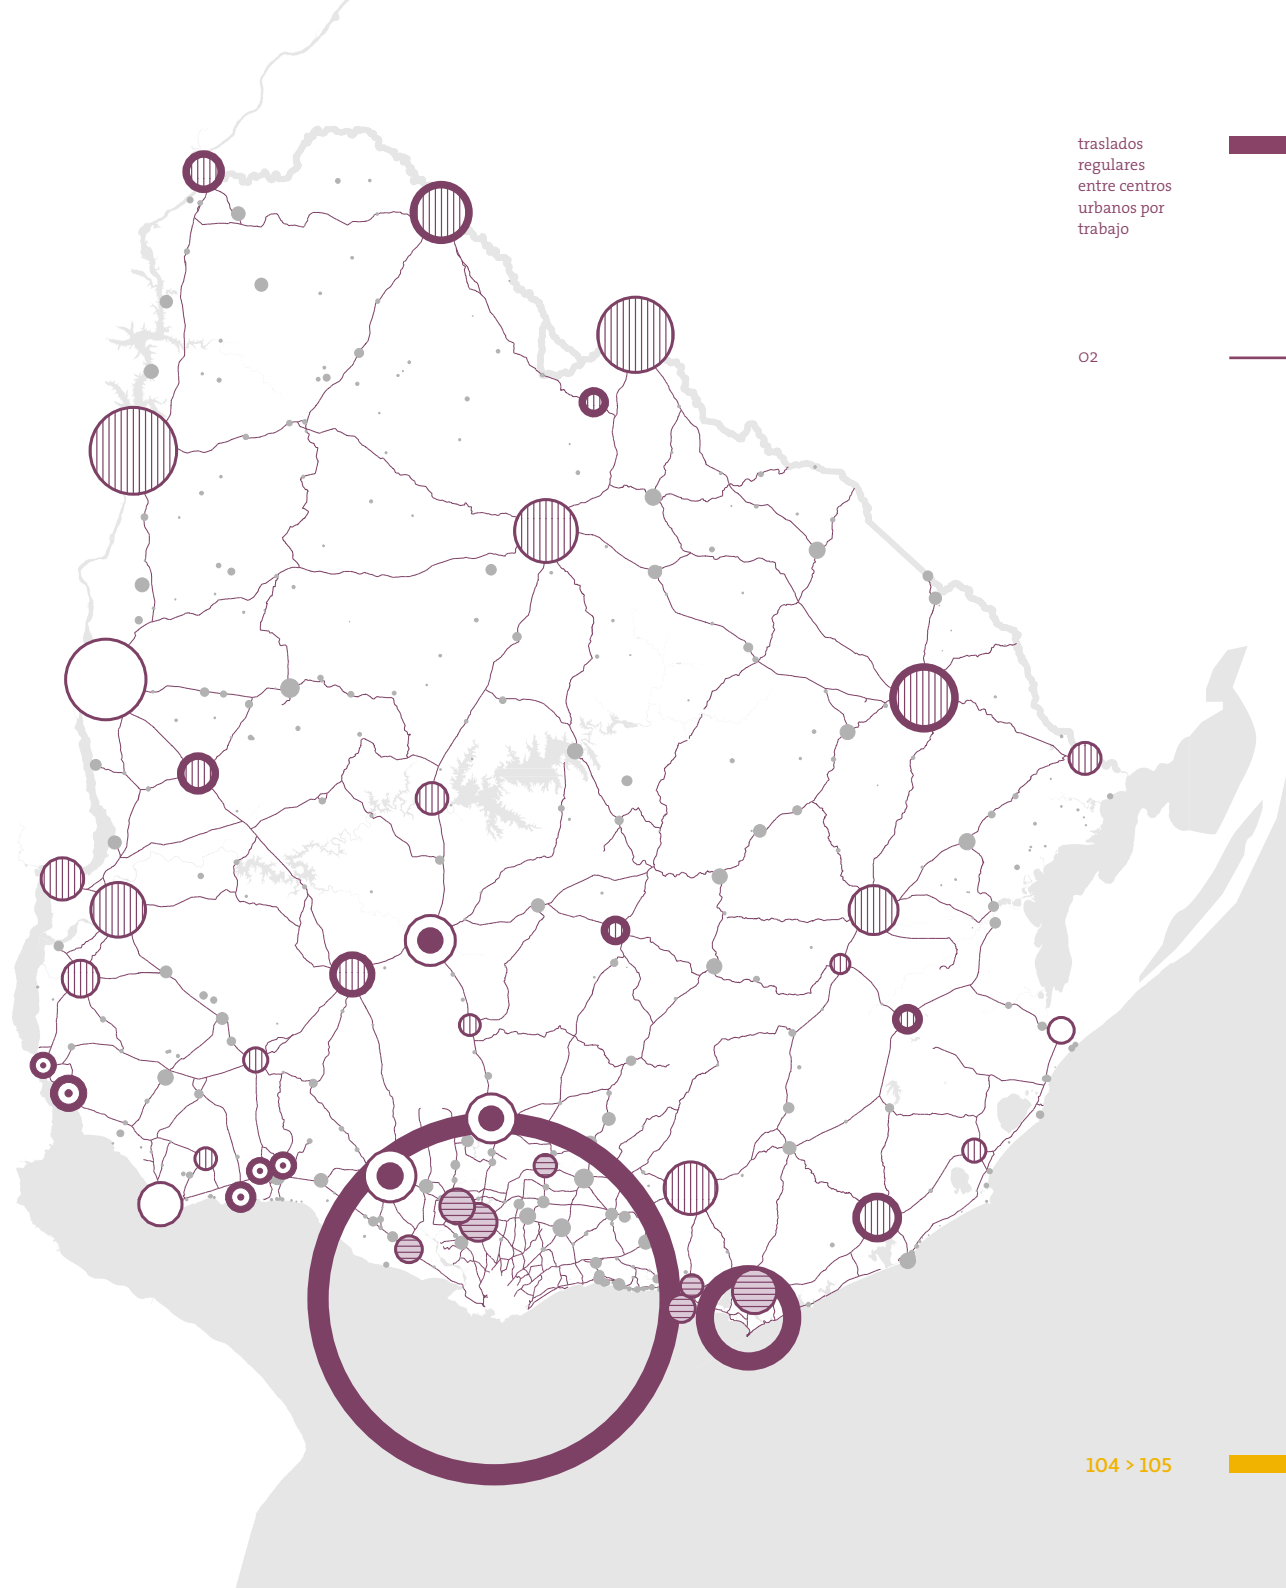 traslados
regulares
entre centros
urbanos por
trabajo
02
104 > 105